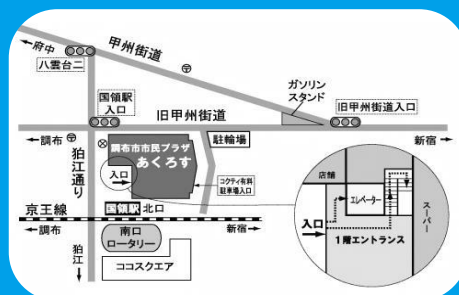 府中
甲州街道
八雲台二
国領駅
入口
ガソリン
スタンド
旧甲州街道
旧甲州街道入口
調布
新宿
駐輪場
狛江通り
調布市市民プラザ
あくろす
入口
コクティ有料
駐車場入口
京王線
国領駅 北口
調布
新宿
南口
ロータリー
狛江
ココスクエア
店舗
エレベーター
スーパー
入口
1階エントランス